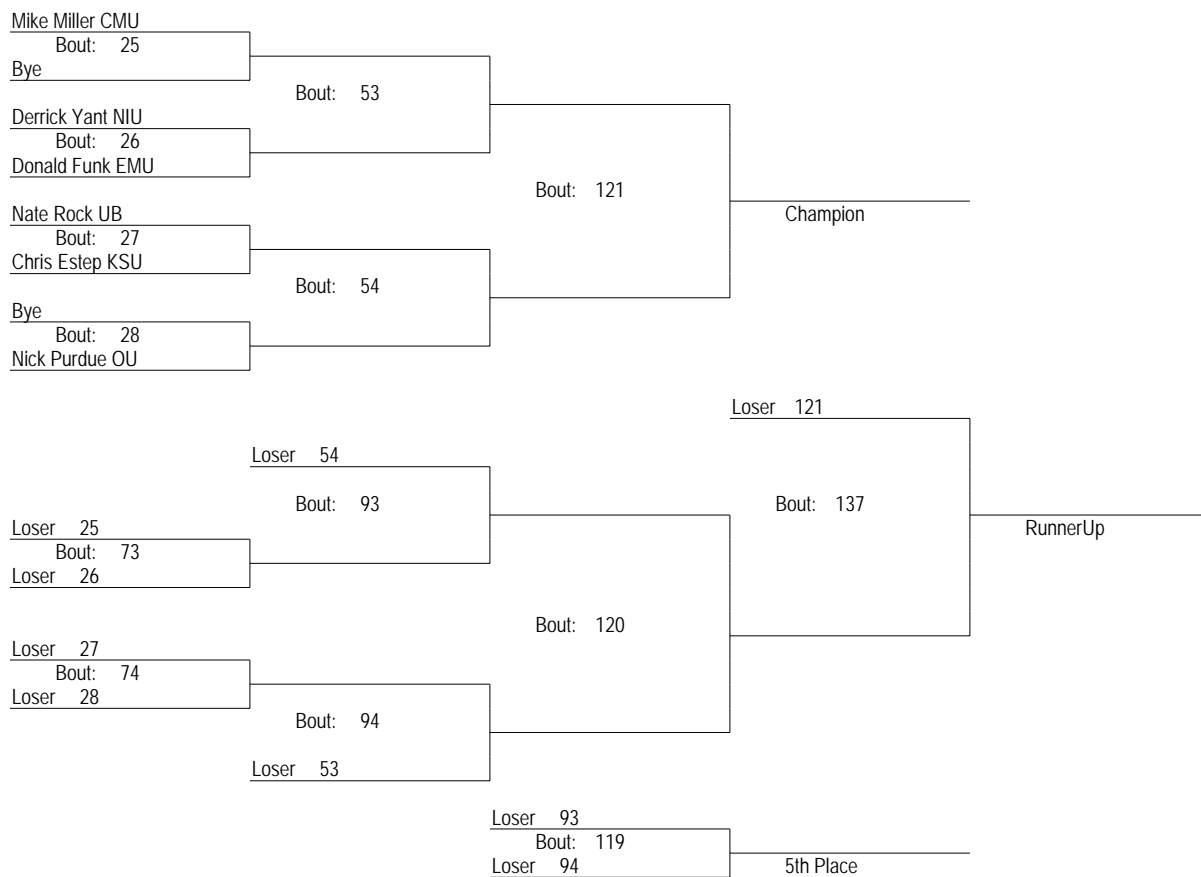 Mike Miller CMU
Bout: 25
Bye
Bout: 53
Derrick Yant NIU
Bout: 26
Donald Funk EMU
Bout: 121
Nate Rock UB
Champion
Bout: 27
Chris Estep KSU
Bout: 54
Bye
Bout: 28
Nick Purdue OU
Loser 121
Loser 54
Bout: 93
Bout: 137
Loser 25
RunnerUp
Bout: 73
Loser 26
Bout: 120
Loser 27
Bout: 74
Loser 28
Bout: 94
Loser 53
Loser 93
Bout: 119
Loser 94
5th Place